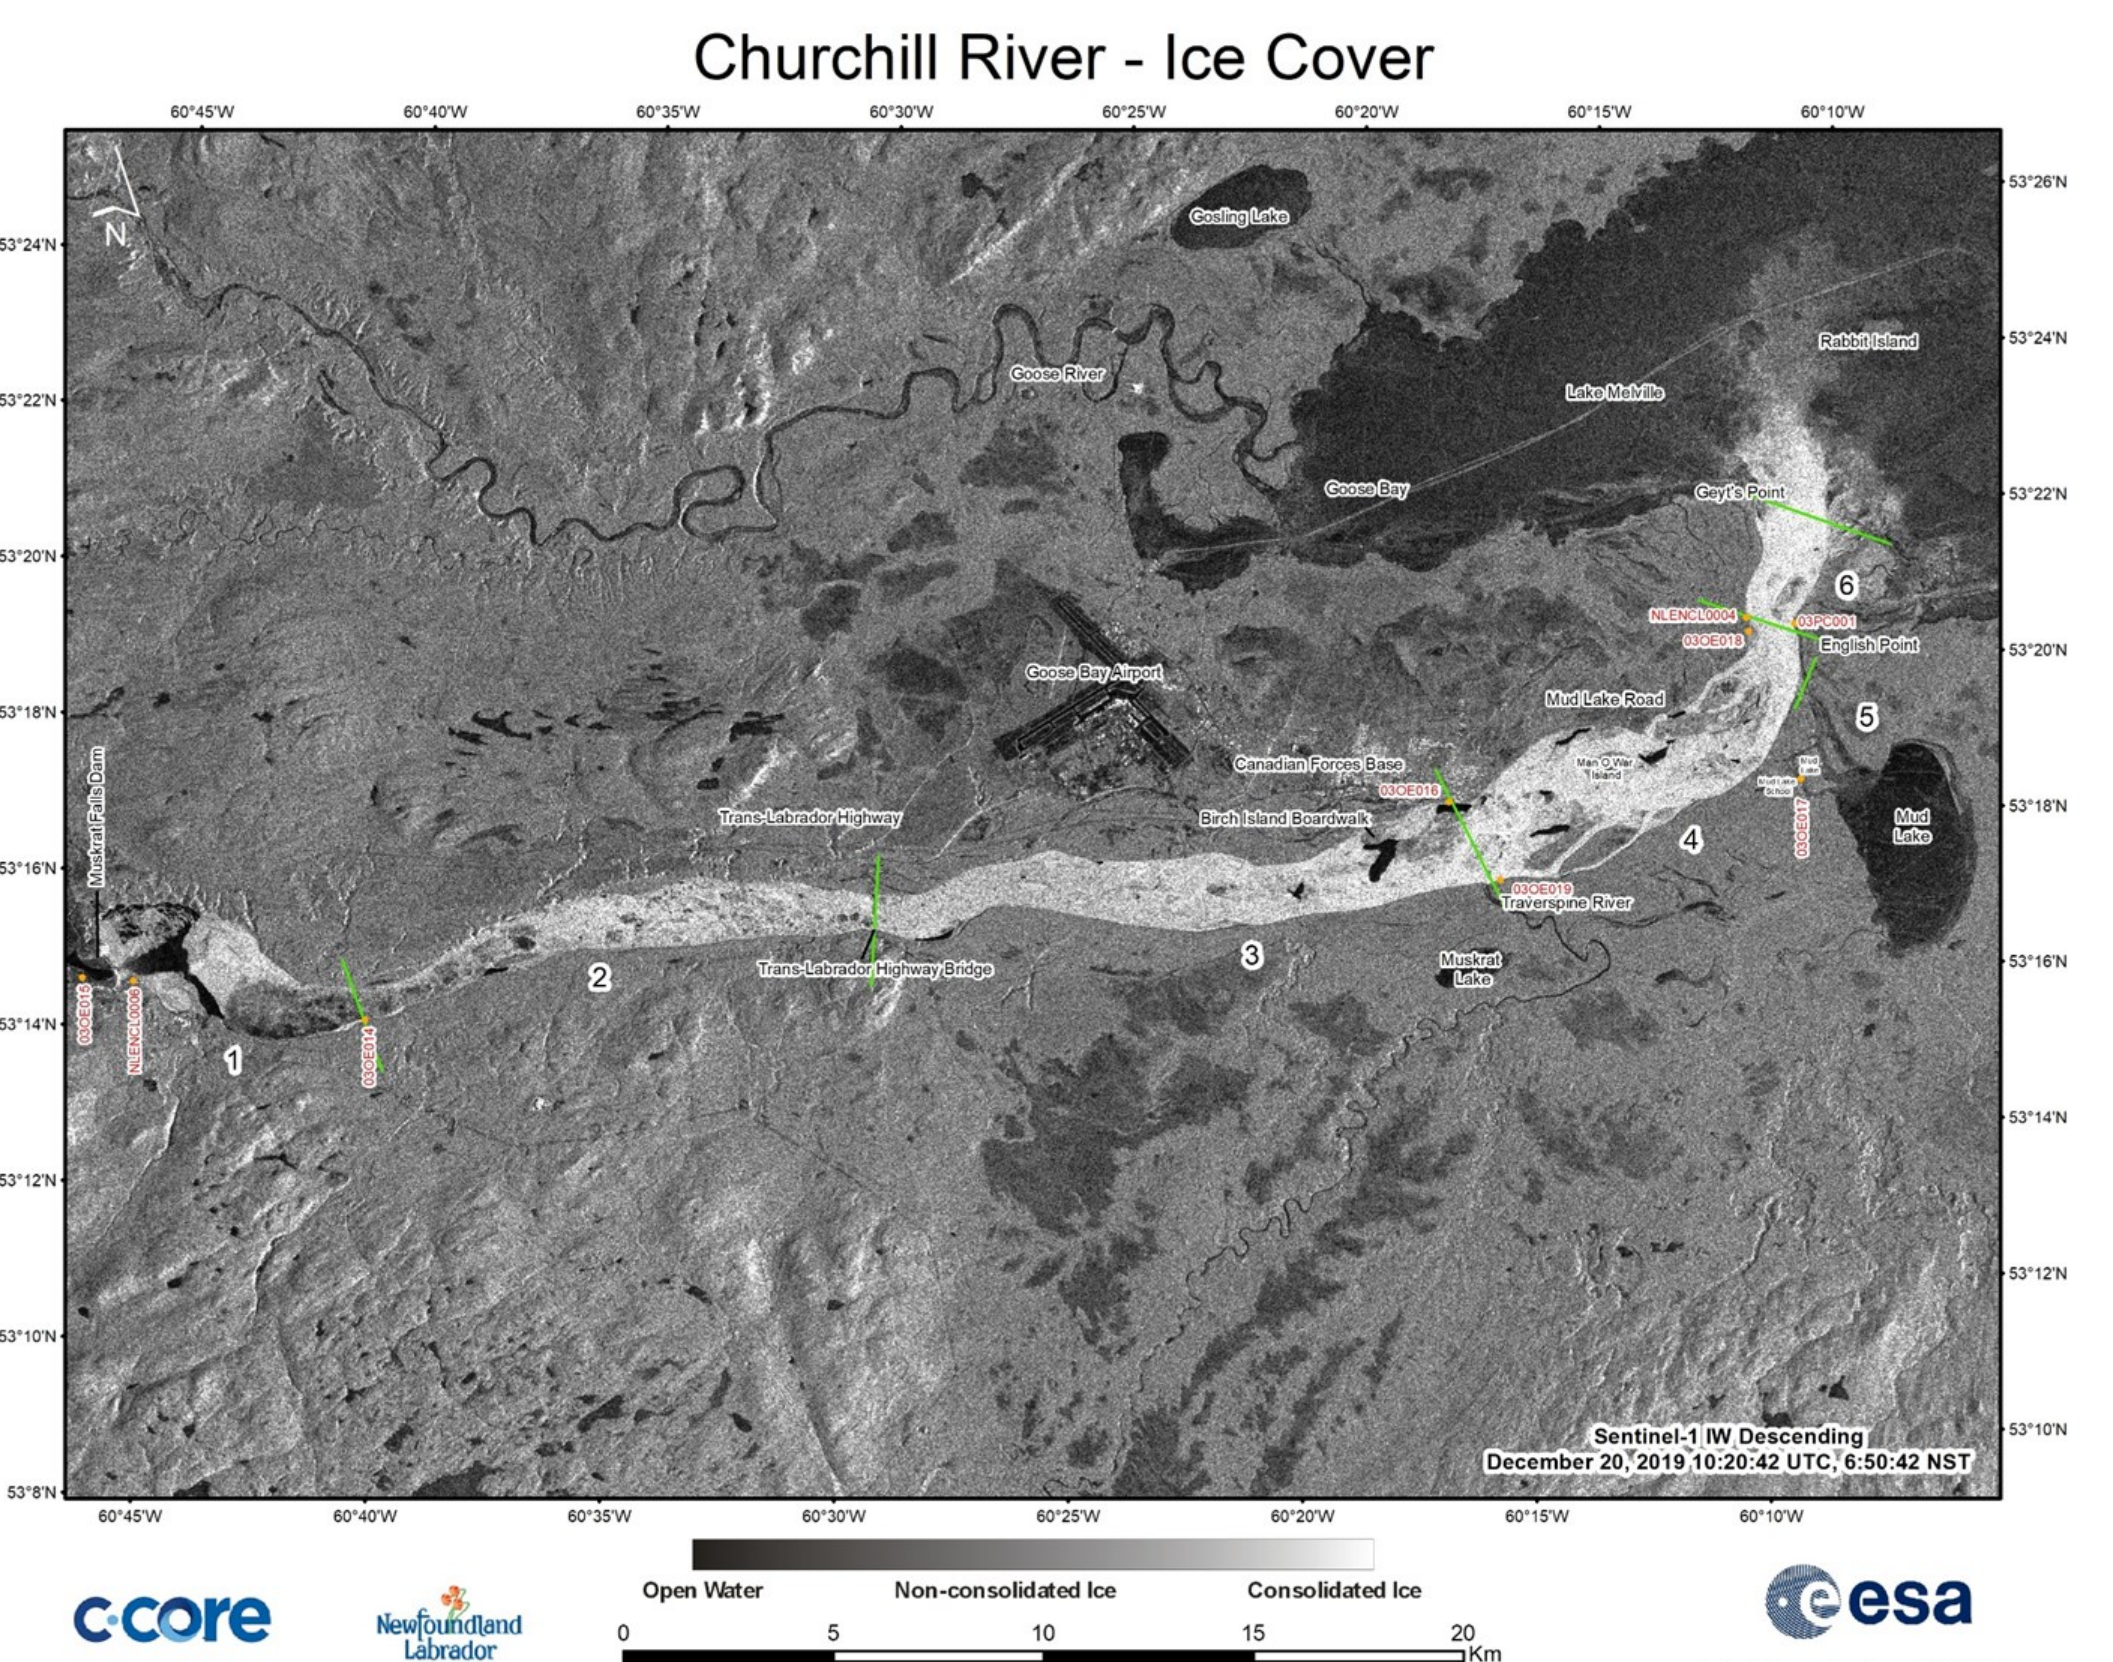 Churchill River - Ice Cover
60°45'W
60°40'W
60°35'W
60°30'W
60°25'W
60°20'W
60°15'W
60°10'W
53°26'W
53°24'N
53°24'W
53°22'N
53°22'W
53°20'N
53°20'W
53°18'N
53°18'W
53°16'N
53°16'W
53°14'N
53°14'W
53°12'N
53°12'W
53°10'N
53°10'W
53°8'N
N
Gosling Lake
Rabbit Island
Goose River
Lake Melville
Goose Bay
Geyt's Point
6
NLENCL0004
03PC001
03OE018
English Point
Goose Bay Airport
Mud Lake Road
5
Canadian Forces Base
Man O War
Island
Mud
Lake
Mud Lake
School
03OE016
03OE017
Trans-Labrador Highway
Birch Island Boardwalk
Mud
Lake
4
Muskrat Falls Dam
03OE019
Traverspine River
3
Muskrat
Lake
Trans-Labrador Highway Bridge
2
03OE015
NLENCL0006
1
03OE014
Sentinel-1 IW Descending
December 20, 2019 10:20:42 UTC, 6:50:42 NST
60°45'W
60°40'W
60°35'W
60°30'W
60°25'W
60°20'W
60°15'W
60°10'W
Open Water
Non-consolidated Ice
Consolidated Ice
c·core
Newfoundland
Labrador
0
5
10
15
20
Km
esa